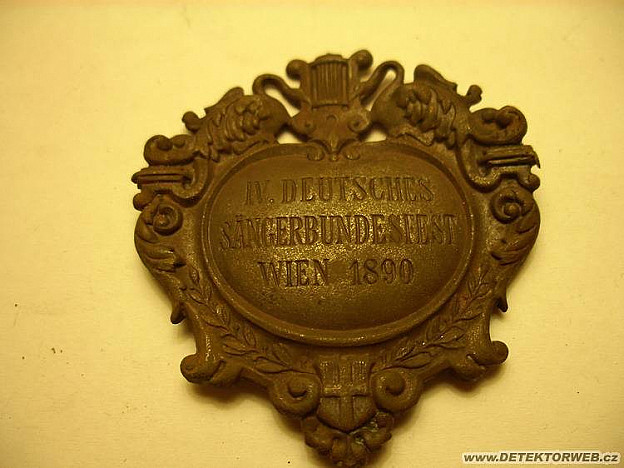 IV. DEUTSCHES
SÄNGERBUNDESFEST
WIEN 1890
www.DETEKTORWEB.cz